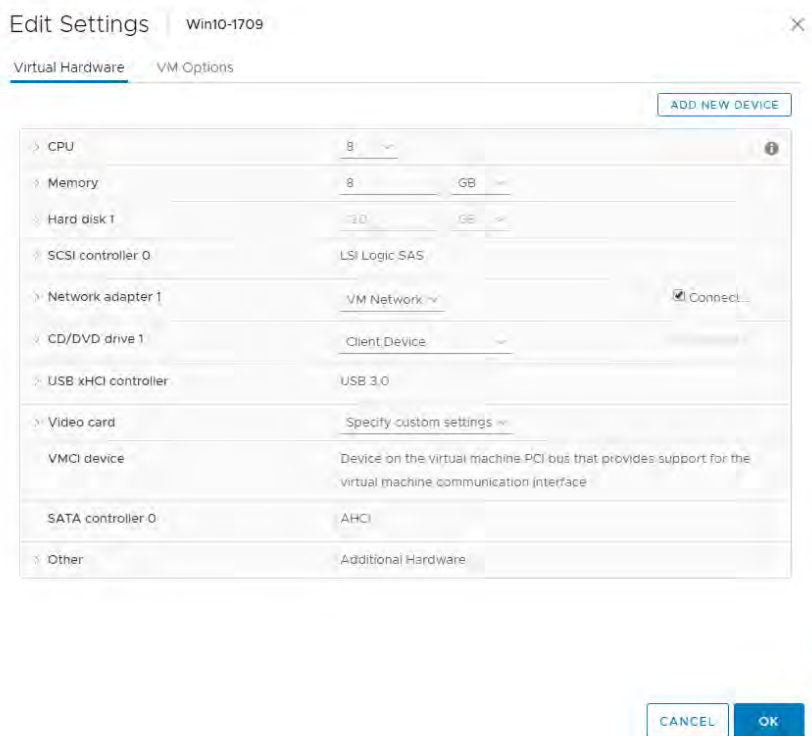 Edit Settings Win10-1709
Virtual Hardware VM Options
ADD NEW DEVICE
CPU 8
Memory 8 GB
Hard disk 1 GB
SCSI controller 0 LSI Logic SAS
Network adapter 1 VM Network Connect...
CD/DVD drive 1 Client Device
USB xHCI controller USB 3.0
Video card Specify custom settings
VMCI device Device on the virtual machine PCI bus that provides support for the
virtual machine communication interface
SATA controller 0 AHCI
Other Additional Hardware
CANCEL OK